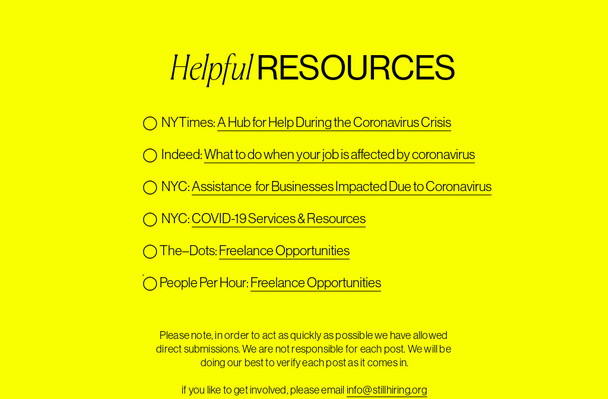 Helpful RESOURCES
NYTimes: A Hub for Help During the Coronavirus Crisis
Indeed: What to do when your job is affected by coronavirus
NYC: Assistance for Businesses Impacted Due to Coronavirus
NYC: COVID-19 Services & Resources
The–Dots: Freelance Opportunities
People Per Hour: Freelance Opportunities
Please note, in order to act as quickly as possible we have allowed
direct submissions. We are not responsible for each post. We will be
doing our best to verify each post as it comes in.
if you like to get involved, please email info@stillhiring.org